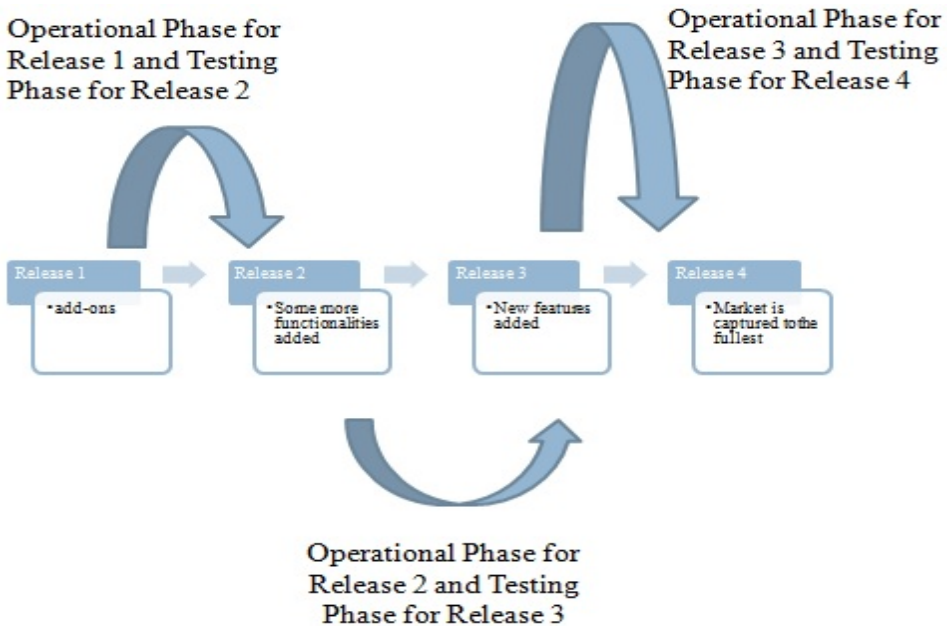 Operational Phase for
Release 1 and Testing
Phase for Release 2
Operational Phase for
Release 3 and Testing
Phase for Release 4
Release 1
•add-ons
Release 2
•Some more
functionalities
added
Release 3
•New features
added
Release 4
•Market is
captured to the
fullest
Operational Phase for
Release 2 and Testing
Phase for Release 3